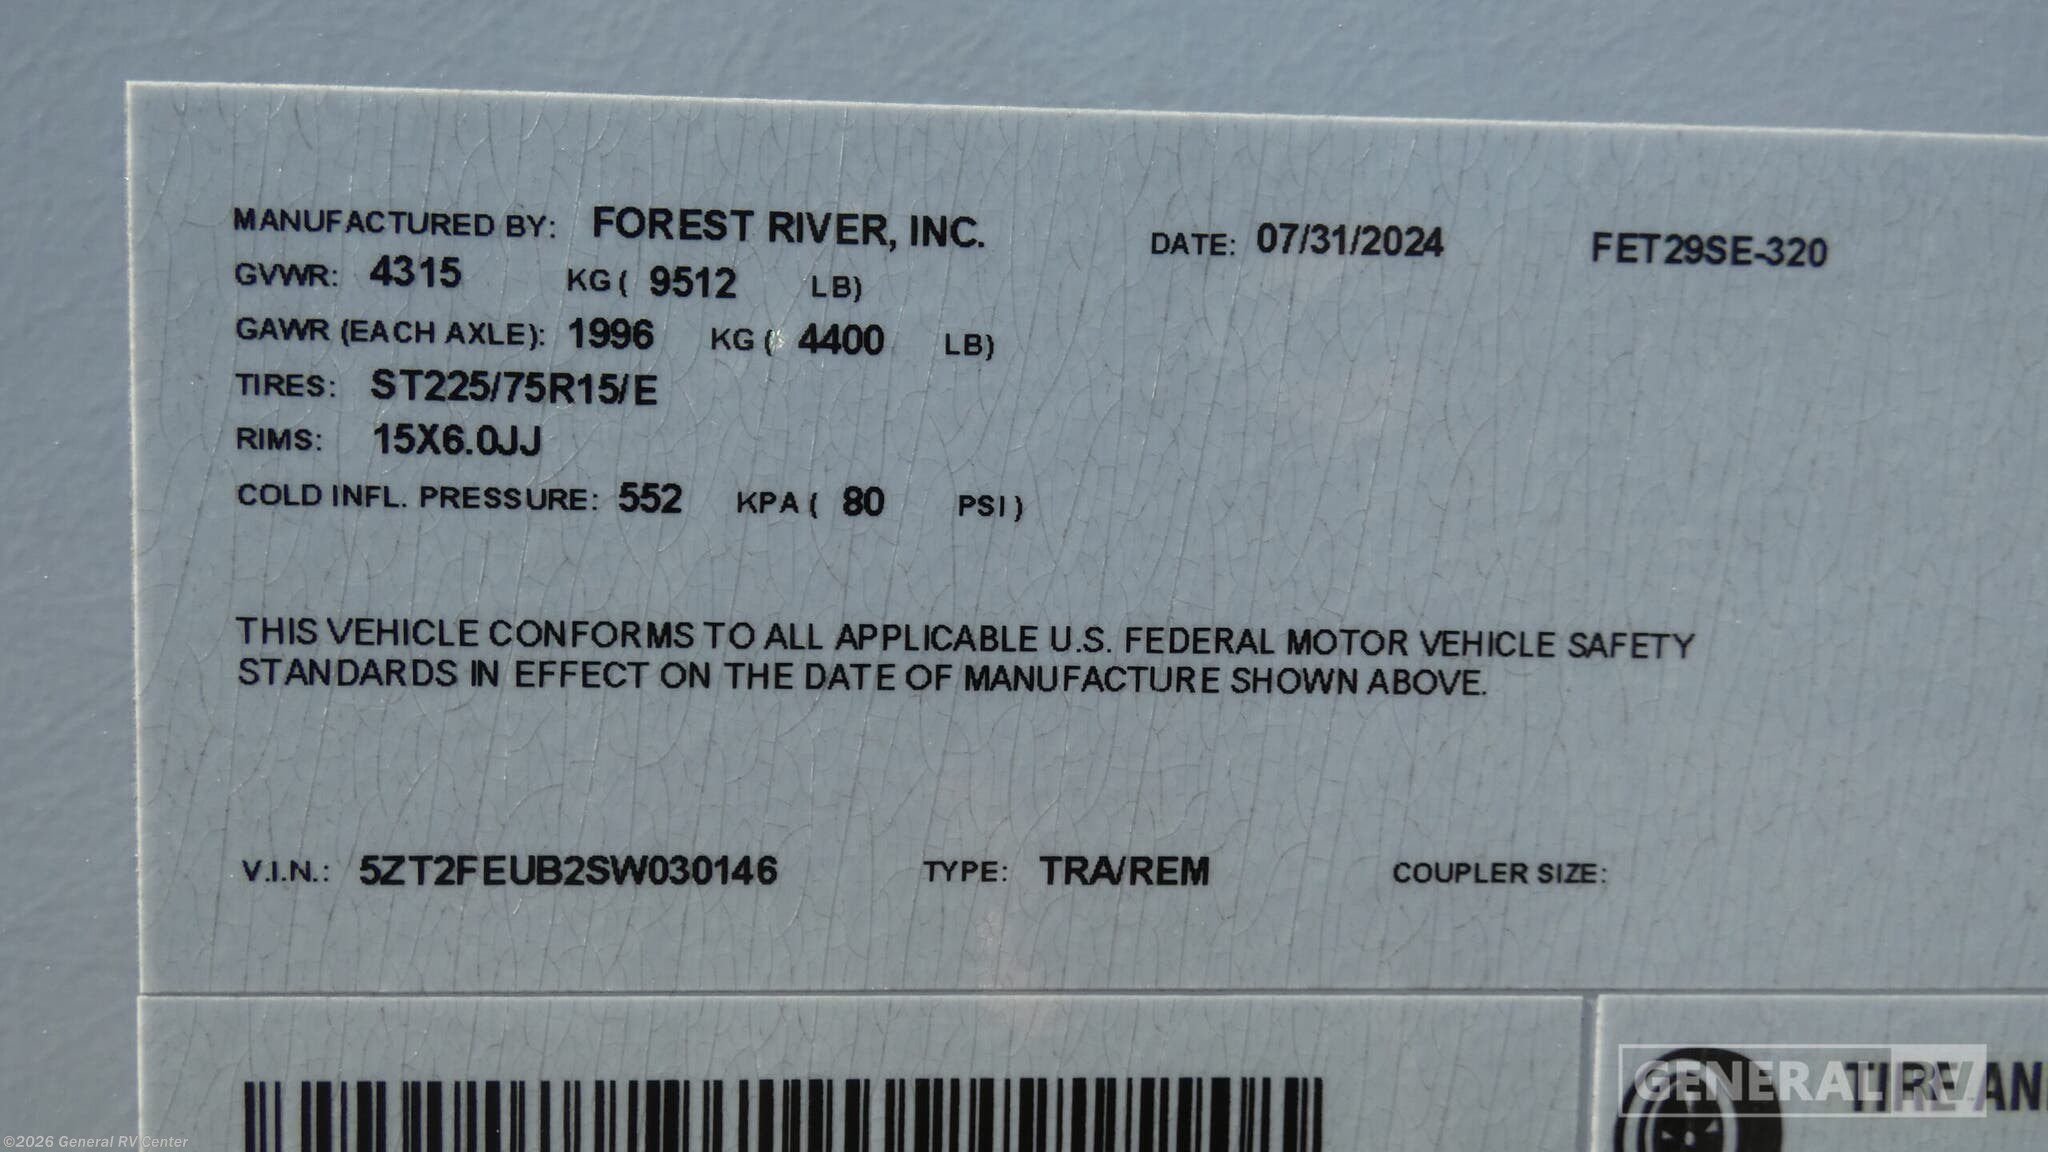 MANUFACTURED BY: FOREST RIVER, INC. DATE: 07/31/2024 FET29SE-320
GVWR: 4315 KG ( 9512 LB)
GAWR (EACH AXLE): 1996 KG ( 4400 LB)
TIRES: ST225/75R15/E
RIMS: 15X6.0JJ
COLD INFL. PRESSURE: 552 KPA ( 80 PSI )
THIS VEHICLE CONFORMS TO ALL APPLICABLE U.S. FEDERAL MOTOR VEHICLE SAFETY
STANDARDS IN EFFECT ON THE DATE OF MANUFACTURE SHOWN ABOVE.
V.I.N.: 5ZT2FEUB2SW030146 TYPE: TRA/REM COUPLER SIZE:
TIRE AN
GENERAL RV
©2026 General RV Center